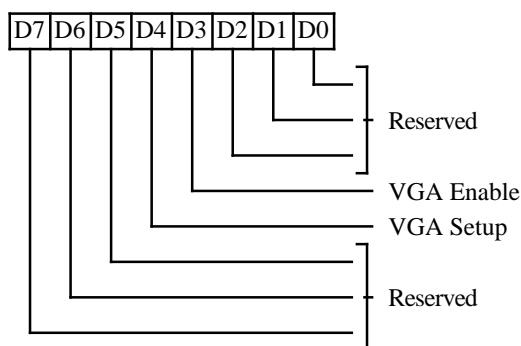 D7 D6 D5 D4 D3 D2 D1 D0
Reserved
VGA Enable
VGA Setup
Reserved